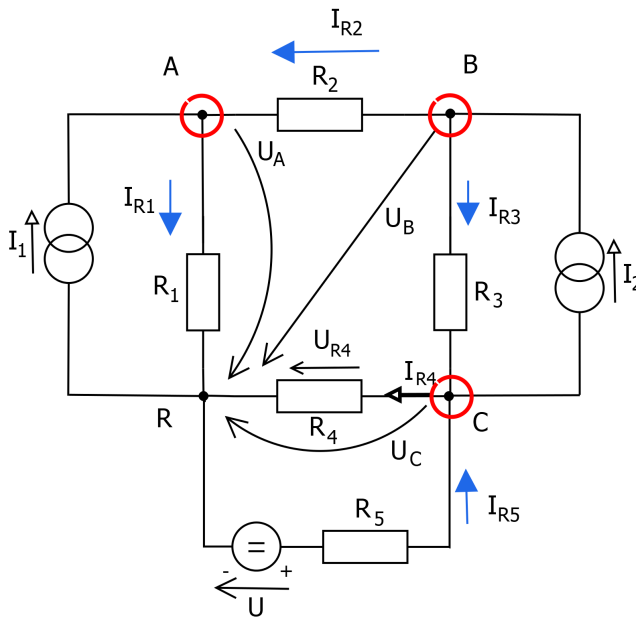 I_R2
A
B
R_2
U_A
I_R1
U_B
I_R3
I_1
I_2
R_1
R_3
U_R4
I_R4
R
R_4
C
U_C
R_5
I_R5
=
- +
U